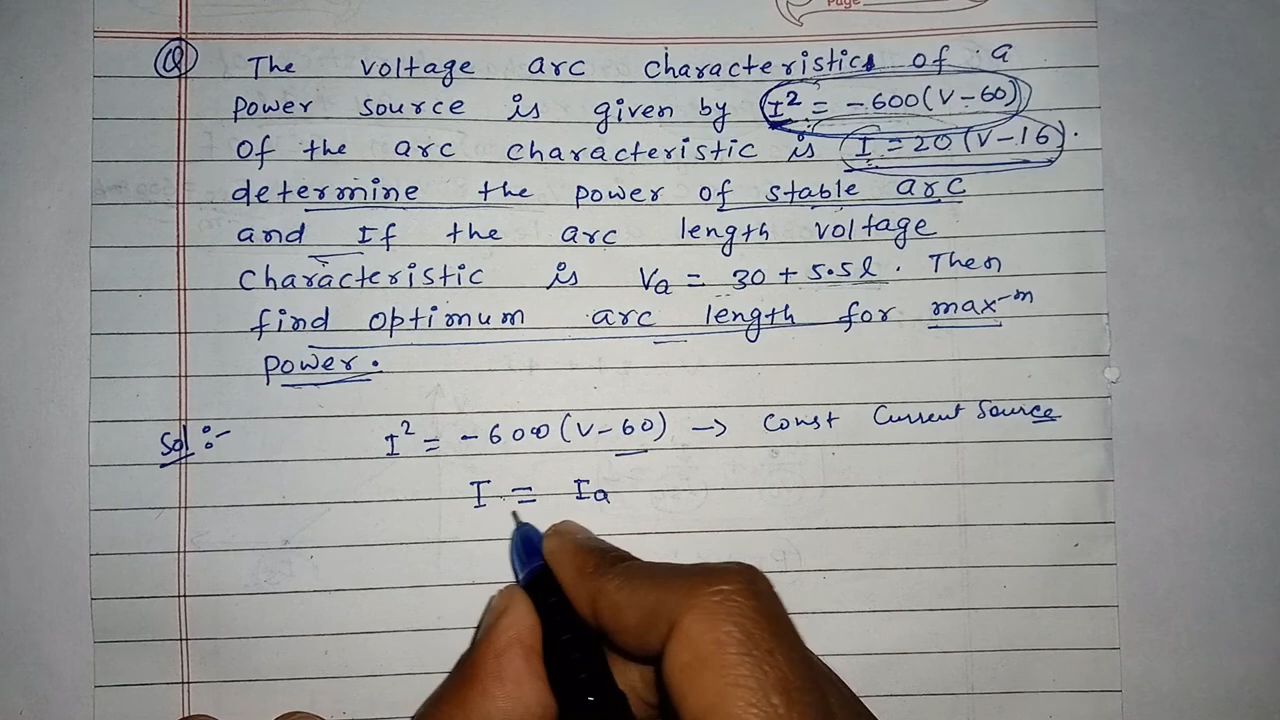 Page
Q The voltage arc characteristics of a
power source is given by I² = -600(V-60)
Of the arc characteristic is I = 20(V-16).
determine the power of stable arc
and If the arc length voltage
characteristic is Va = 30 + 5.5l. Then
find optimum arc length for max-m
power.
Sol:- I² = -600(V-60) → Const Current Source
I = Ia